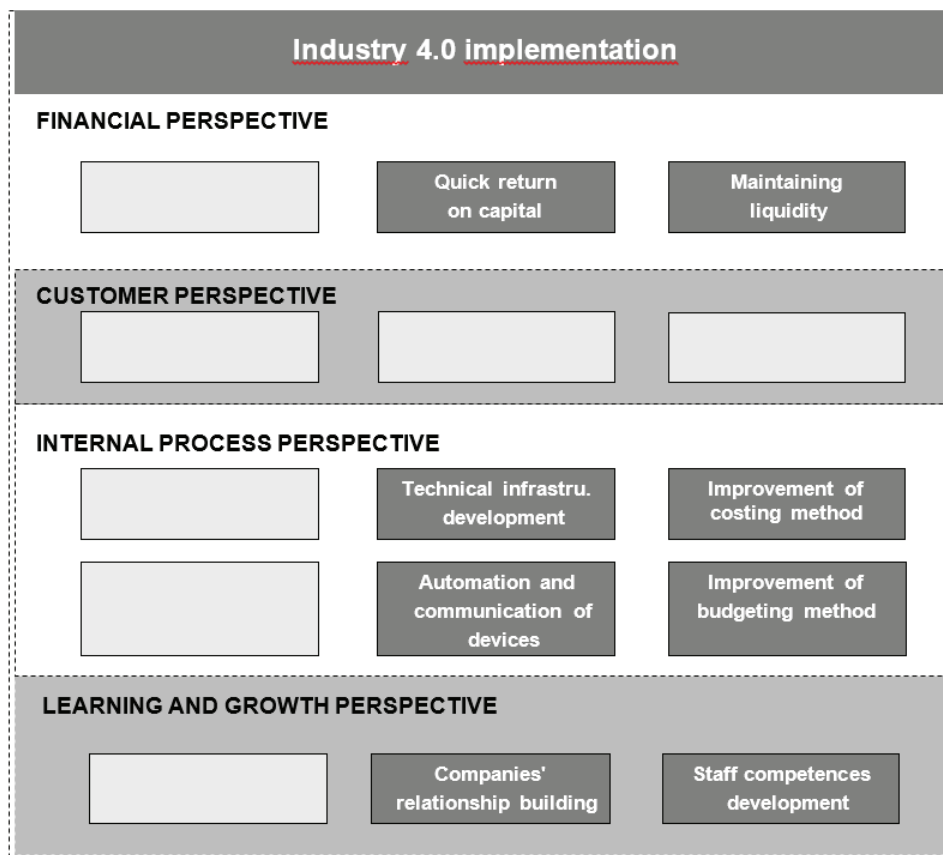 Industry 4.0 implementation
FINANCIAL PERSPECTIVE
Quick return
on capital
Maintaining
liquidity
CUSTOMER PERSPECTIVE
INTERNAL PROCESS PERSPECTIVE
Technical infrastru.
development
Improvement of
costing method
Automation and
communication of
devices
Improvement of
budgeting method
LEARNING AND GROWTH PERSPECTIVE
Companies'
relationship building
Staff competences
development